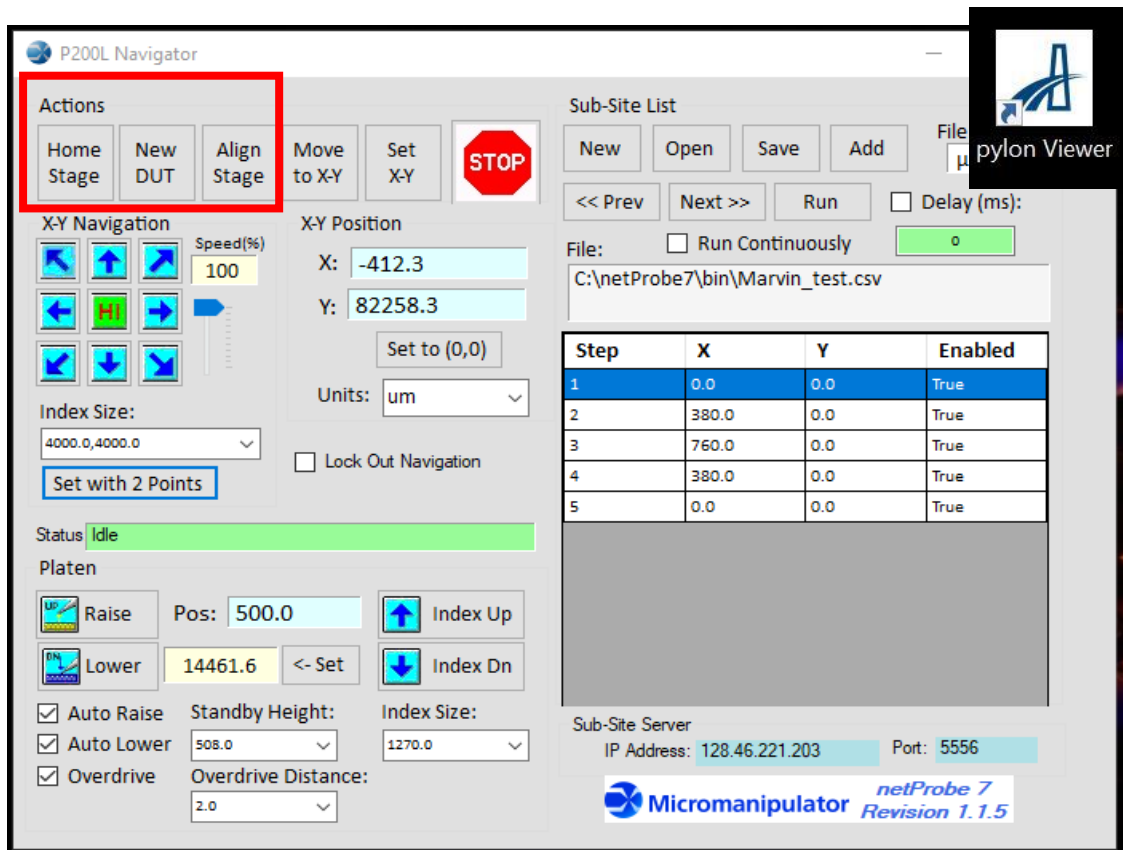 P200L Navigator
pylon Viewer
Actions
Home Stage
New DUT
Align Stage
Move to X-Y
Set X-Y
STOP
X-Y Navigation
Speed(%)
100
HI
Index Size:
4000.0,4000.0
Set with 2 Points
X-Y Position
X: -412.3
Y: 82258.3
Set to (0,0)
Units: um
Lock Out Navigation
Status Idle
Platen
UP Raise
Pos: 500.0
Index Up
DN Lower
14461.6
<- Set
Index Dn
Auto Raise
Auto Lower
Overdrive
Standby Height:
508.0
Overdrive Distance:
2.0
Index Size:
1270.0
Sub-Site List
New
Open
Save
Add
File
μ
<< Prev
Next >>
Run
Delay (ms):
File:
Run Continuously
0
C:\netProbe7\bin\Marvin_test.csv
Step X Y Enabled
1 0.0 0.0 True
2 380.0 0.0 True
3 760.0 0.0 True
4 380.0 0.0 True
5 0.0 0.0 True
Sub-Site Server
IP Address: 128.46.221.203 Port: 5556
Micromanipulator
netProbe 7
Revision 1.1.5